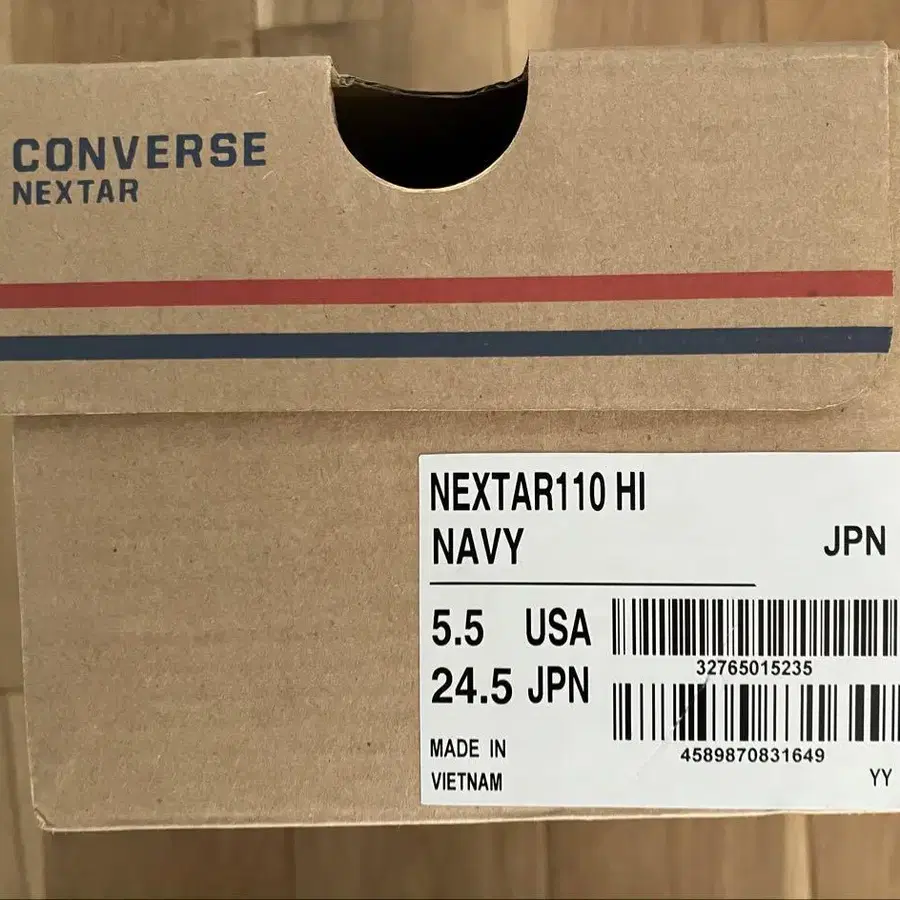 CONVERSE
NEXTAR
NEXTAR110 HI
NAVY
JPN
5.5 USA
32765015235
24.5 JPN
4589870831649
MADE IN
VIETNAM
YY